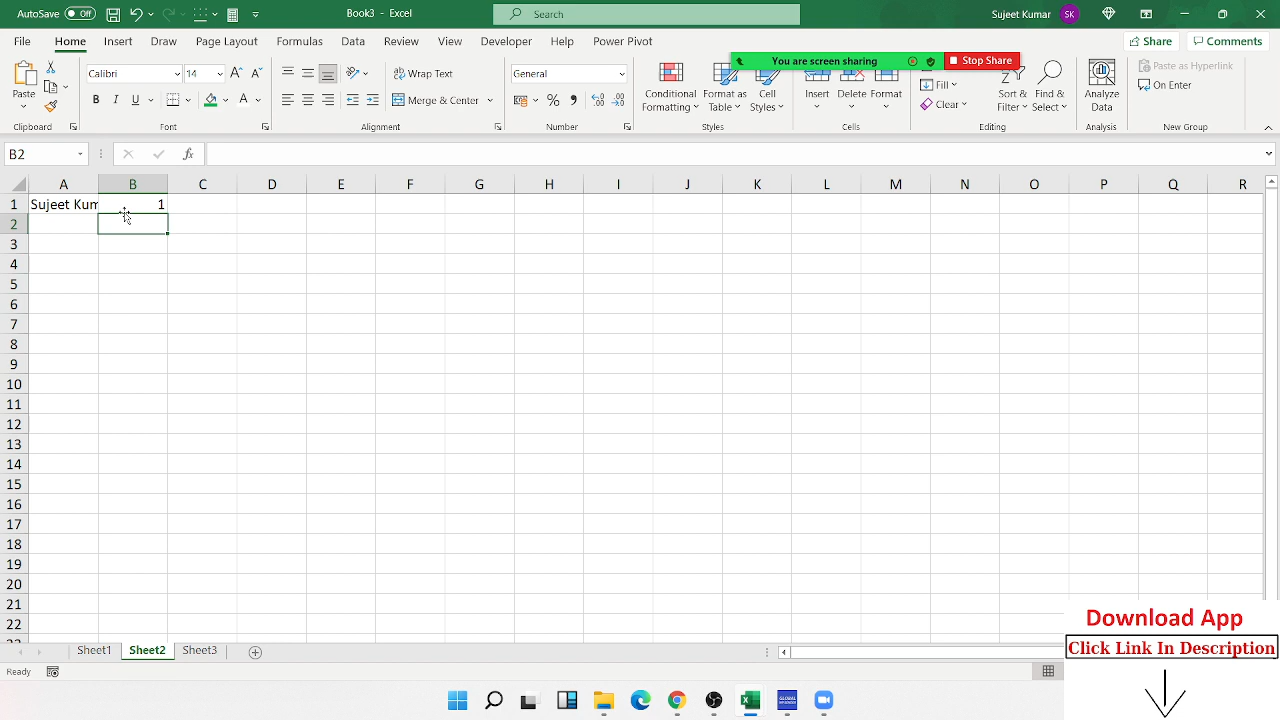 AutoSave Off Book3 - Excel Search Sujeet Kumar SK
File Home Insert Draw Page Layout Formulas Data Review View Developer Help Power Pivot Share Comments
You are screen sharing Stop Share
Paste Calibri 14 Wrap Text General Conditional Formatting Format as Table Cell Styles Insert Delete Format Fill Clear Sort & Filter Find & Select Analyze Data Paste as Hyperlink On Enter
B I U Merge & Center
Clipboard Font Alignment Number Styles Cells Editing Analysis New Group
B2 fx
A B C D E F G H I J K L M N O P Q R
1 Sujeet Kum 1
2
3
4
5
6
7
8
9
10
11
12
13
14
15
16
17
18
19
20
21
22
Download App
Click Link In Description
Sheet1 Sheet2 Sheet3
Ready